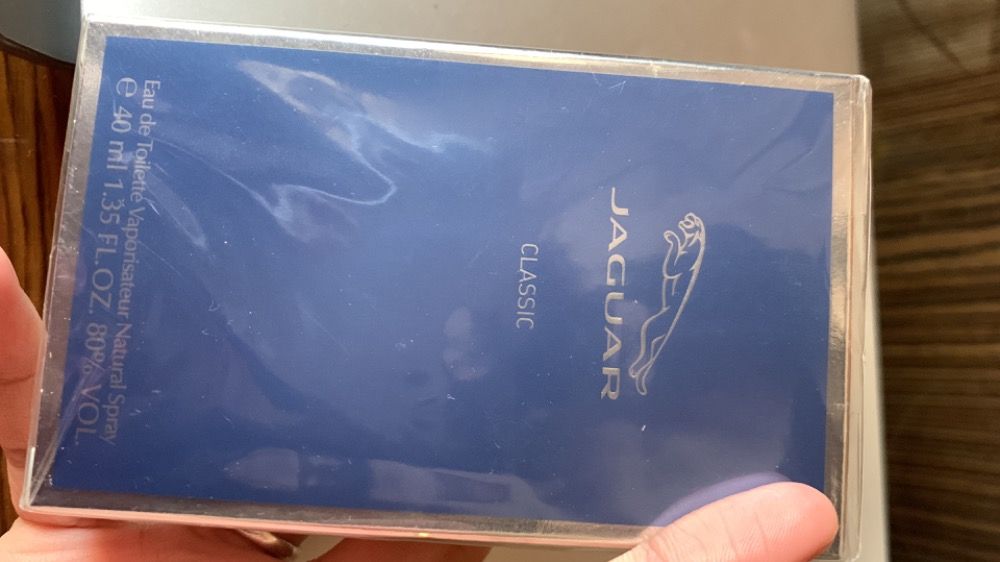 JAGUAR
CLASSIC
Eau de Toilette Vaporisateur Natural Spray
℮ 40 ml 1.35 FL.OZ. 80% VOL.